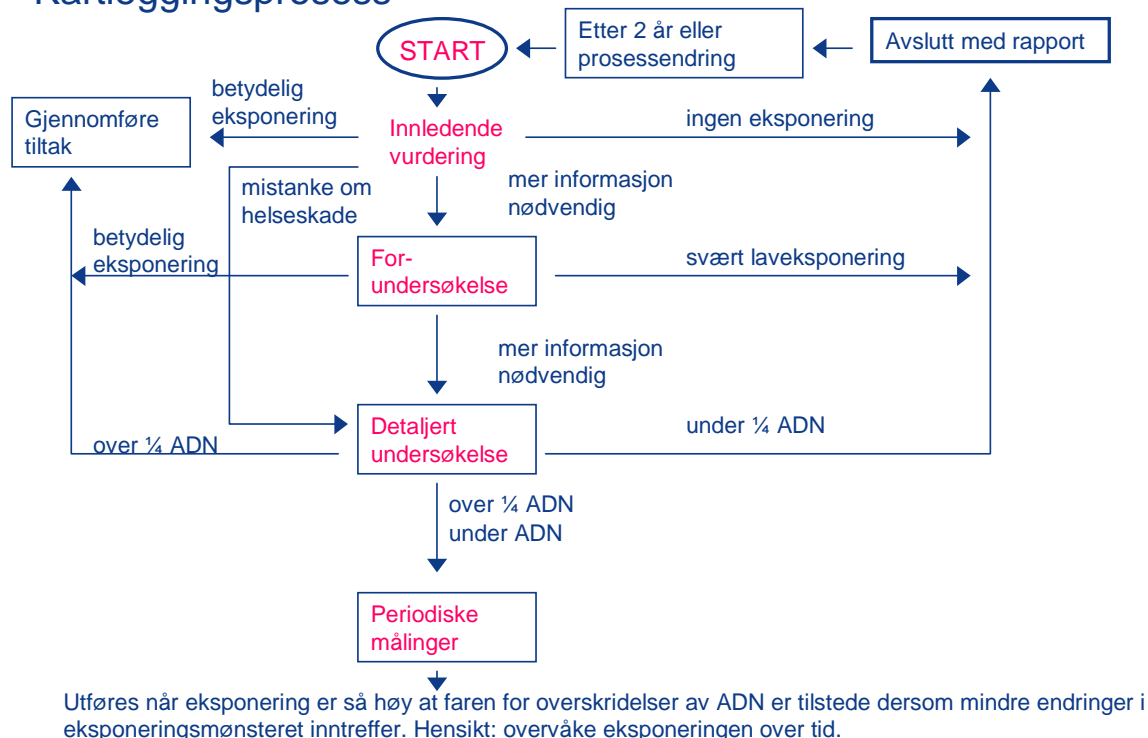 Kartleggingsprosess
START
Etter 2 år eller
prosessendring
Avslutt med rapport
betydelig
eksponering
Gjennomføre
tiltak
Innledende
vurdering
ingen eksponering
mistanke om
helseskade
mer informasjon
nødvendig
betydelig
eksponering
For-
undersøkelse
svært laveksponering
mer informasjon
nødvendig
over ¼ ADN
Detaljert
undersøkelse
under ¼ ADN
over ¼ ADN
under ADN
Periodiske
målinger
Utføres når eksponering er så høy at faren for overskridelser av ADN er tilstede dersom mindre endringer i
eksponeringsmønsteret inntreffer. Hensikt: overvåke eksponeringen over tid.